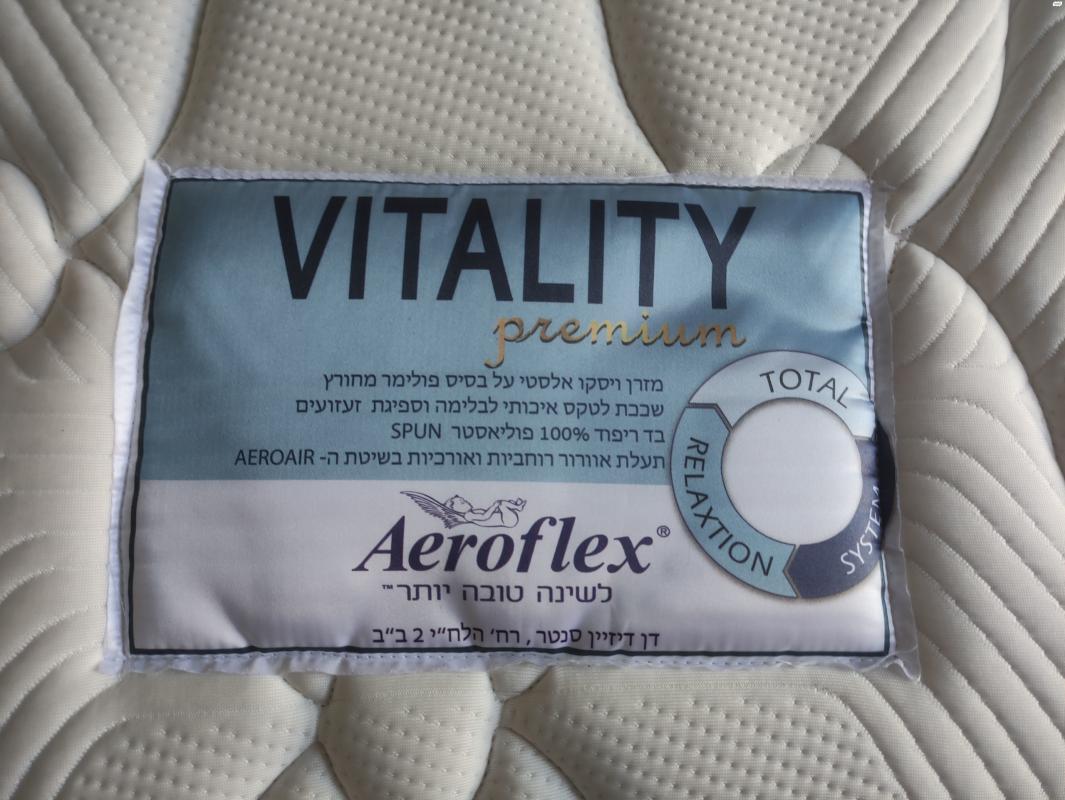 VITALITY
premium
מזרן ויסקו אלסטי על בסיס פולימר מחורץ
שכבת לטקס איכותי לבלימה וספיגת זעזועים
בד ריפוד 100% פוליאסטר SPUN
תעלת אוורור רוחביות ואורכיות בשיטת ה- AEROAIR
TOTAL
RELAXTION
SYSTEM
Aeroflex®
לשינה טובה יותר™
דן דיזיין סנטר, רח׳ הלח״י 2 ב״ב